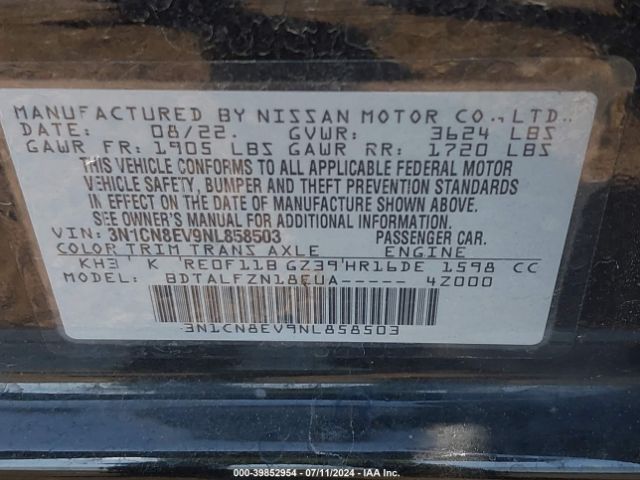 MANUFACTURED BY NISSAN MOTOR CO.,LTD.
DATE: 08/22. GVWR: 3624 LBS
GAWR FR: 1905 LBS GAWR RR: 1720 LBS
THIS VEHICLE CONFORMS TO ALL APPLICABLE FEDERAL MOTOR
VEHICLE SAFETY, BUMPER AND THEFT PREVENTION STANDARDS
IN EFFECT ON THE DATE OF MANUFACTURE SHOWN ABOVE.
SEE OWNER'S MANUAL FOR ADDITIONAL INFORMATION.
VIN: 3N1CN8EV9NL858503 PASSENGER CAR.
COLOR TRIM TRANS AXLE ENGINE
KH3 K RE0F11B GZ39 HR16DE 1598 CC
MODEL: BDTALFZN18EUA----- 4Z000
3N1CN8EV9NL858503
100-39852954 - 07/11/2024 - IAA Inc.